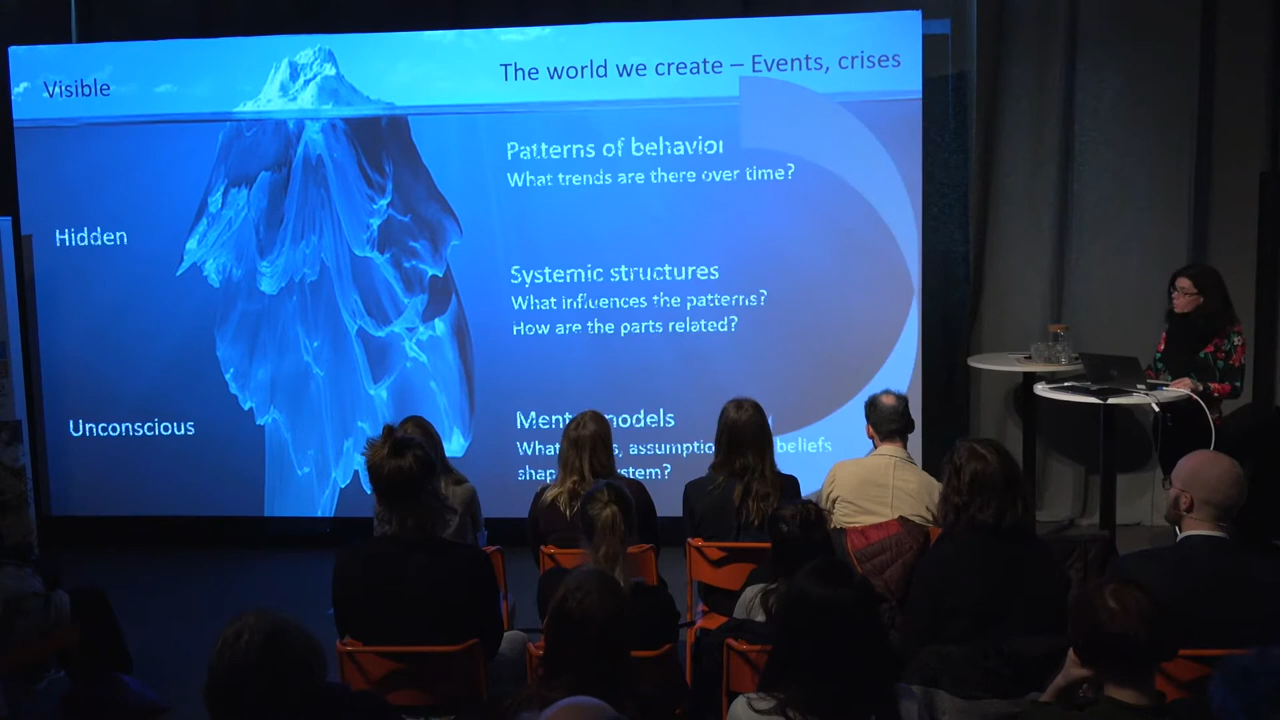 Visible
The world we create – Events, crises
Patterns of behavior
What trends are there over time?
Hidden
Systemic structures
What influences the patterns?
How are the parts related?
Unconscious
models
What assumptio beliefs
shap stem?